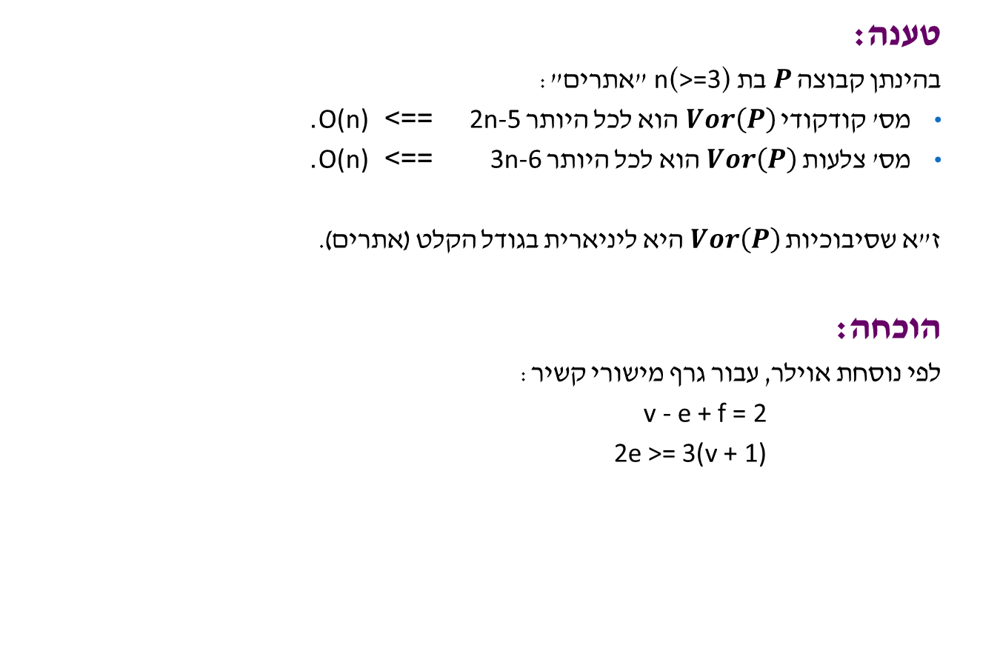 טענה:
בהינתן קבוצה P בת n(>=3) "אתרים":
• מס' קודקודי Vor(P) הוא לכל היותר 2n-5 <== O(n).
• מס' צלעות Vor(P) הוא לכל היותר 3n-6 <== O(n).
ז"א שסיבוכיות Vor(P) היא ליניארית בגודל הקלט (אתרים).
הוכחה:
לפי נוסחת אוילר, עבור גרף מישורי קשיר:
v - e + f = 2
2e >= 3(v + 1)